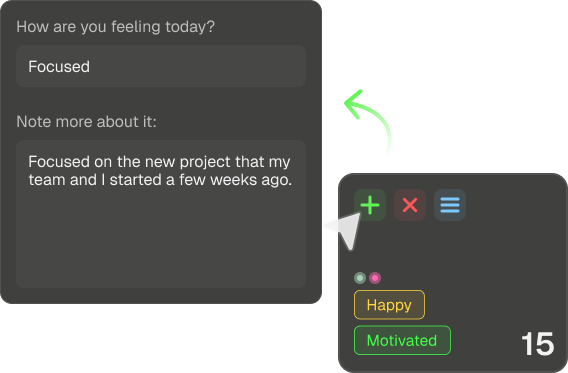 How are you feeling today?
Focused
Note more about it:
Focused on the new project that my
team and I started a few weeks ago.
Happy
Motivated
15